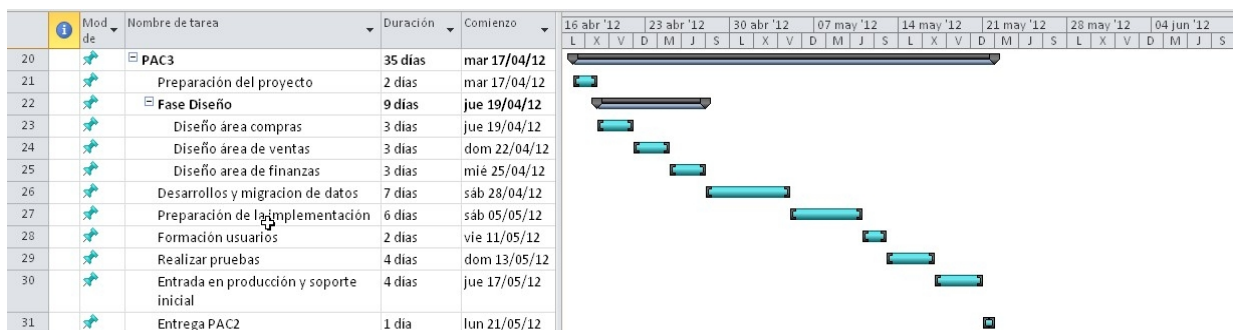 Mod de Nombre de tarea Duración Comienzo 16 abr '12 23 abr '12 30 abr '12 07 may '12 14 may '12 21 may '12 28 may '12 04 jun '12
L X V D M J S L X V D M J S L X V D M J S L X V D M J S
20 PAC3 35 días mar 17/04/12
21 Preparación del proyecto 2 días mar 17/04/12
22 Fase Diseño 9 días jue 19/04/12
23 Diseño área compras 3 días jue 19/04/12
24 Diseño área de ventas 3 días dom 22/04/12
25 Diseño area de finanzas 3 días mié 25/04/12
26 Desarrollos y migracion de datos 7 días sáb 28/04/12
27 Preparación de la implementación 6 días sáb 05/05/12
28 Formación usuarios 2 días vie 11/05/12
29 Realizar pruebas 4 días dom 13/05/12
30 Entrada en producción y soporte 4 días jue 17/05/12
inicial
31 Entrega PAC2 1 día lun 21/05/12